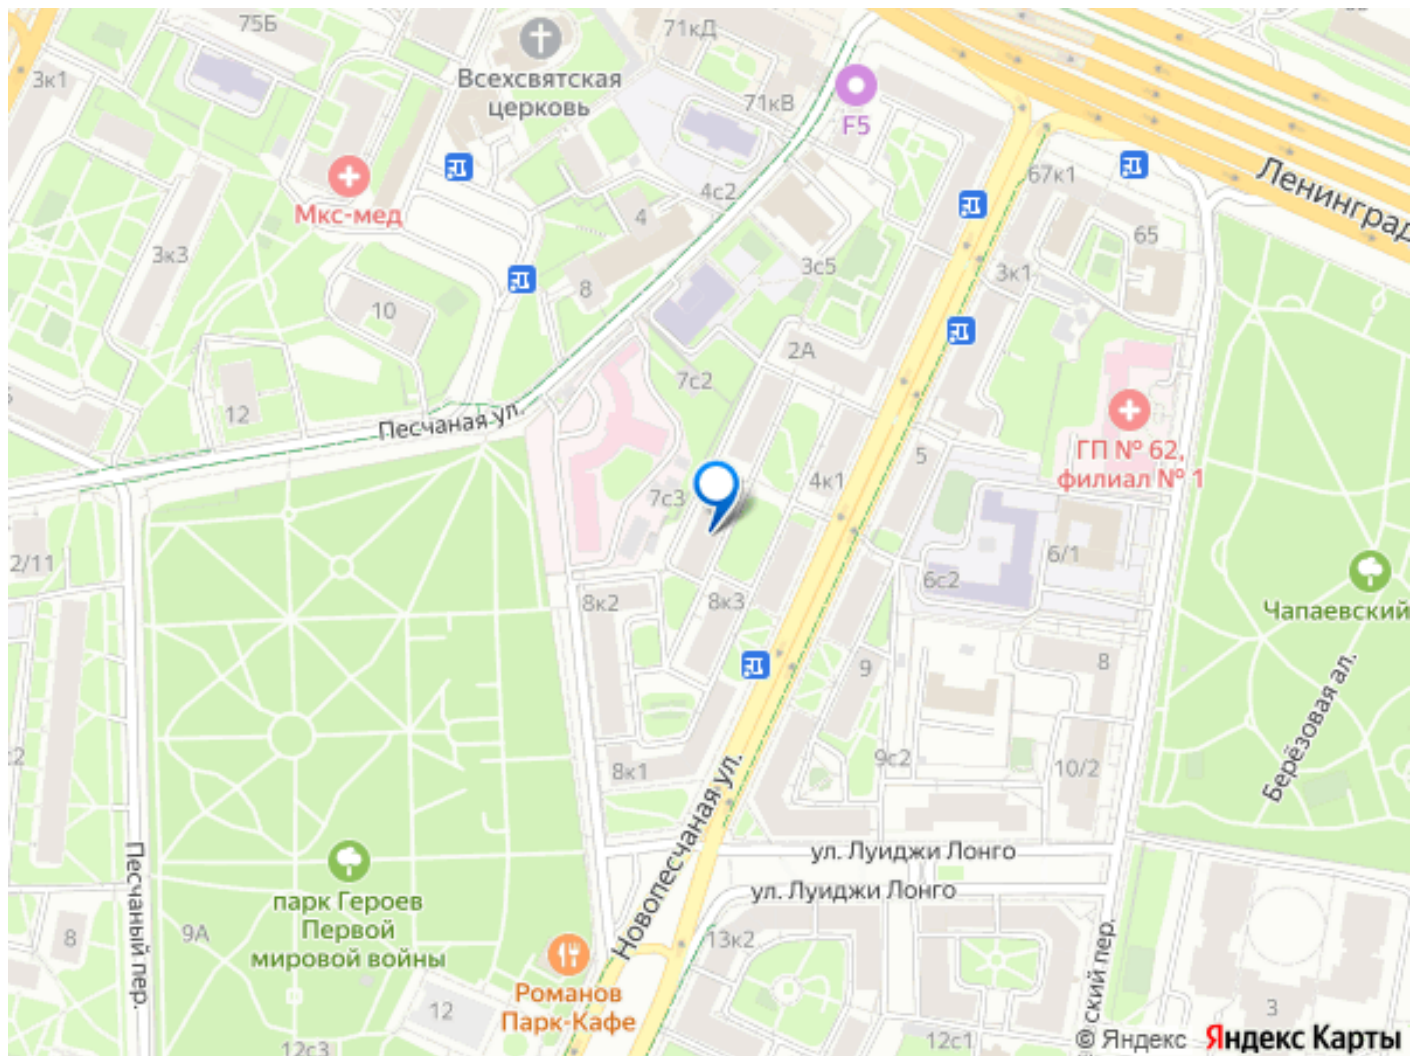 75Б
71кД
3к1
Всехсвятская
церковь
71кВ
F5
Ленинград
67к1
4с2
Мкс-мед
4
65
3к3
3с5
3к1
8
10
2А
7с2
12
Песчаная ул.
5
ГП № 62,
филиал № 1
4к1
7с3
2/11
6/1
6с2
8к2
8к3
Чапаевский
9
8
Берёзовая ал.
9с2
10/2
8к1
Новопесчаная ул.
ул. Луиджи Лонго
ул. Луиджи Лонго
Песчаный пер.
парк Героев
Первой
мировой войны
9А
8
13к2
Романов
Парк-Кафе
12
12с3
12с1
ский пер.
3
© Яндекс Яндекс Карты